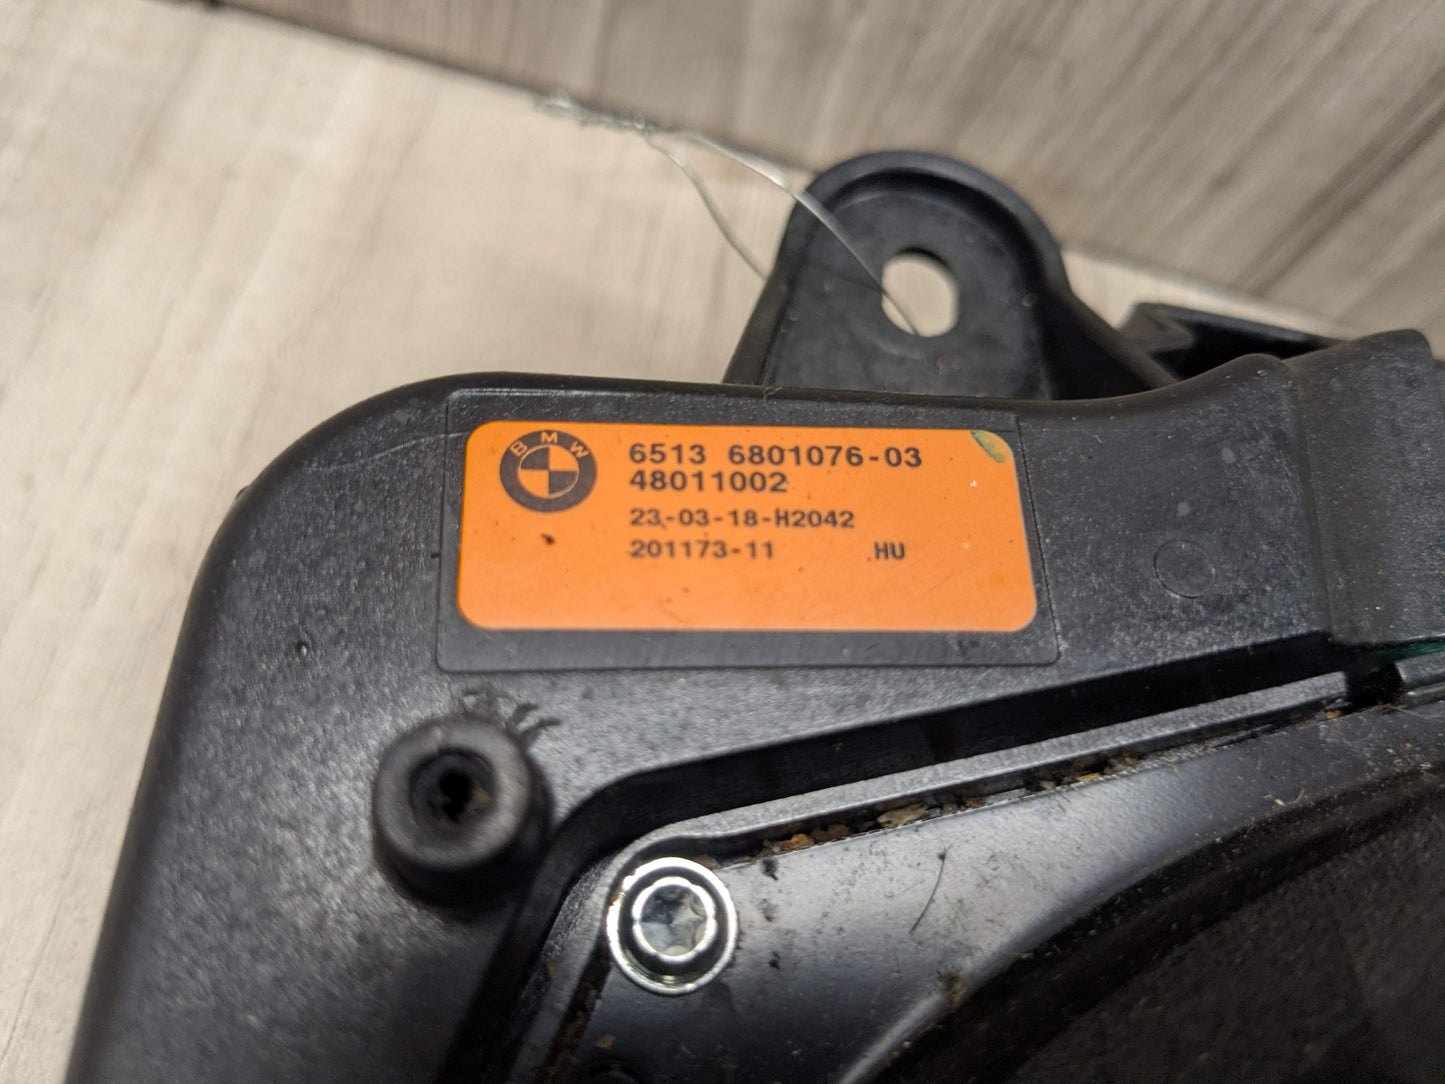 BMW
6513 6801076-03
48011002
23-03-18-H2042
201173-11 HU